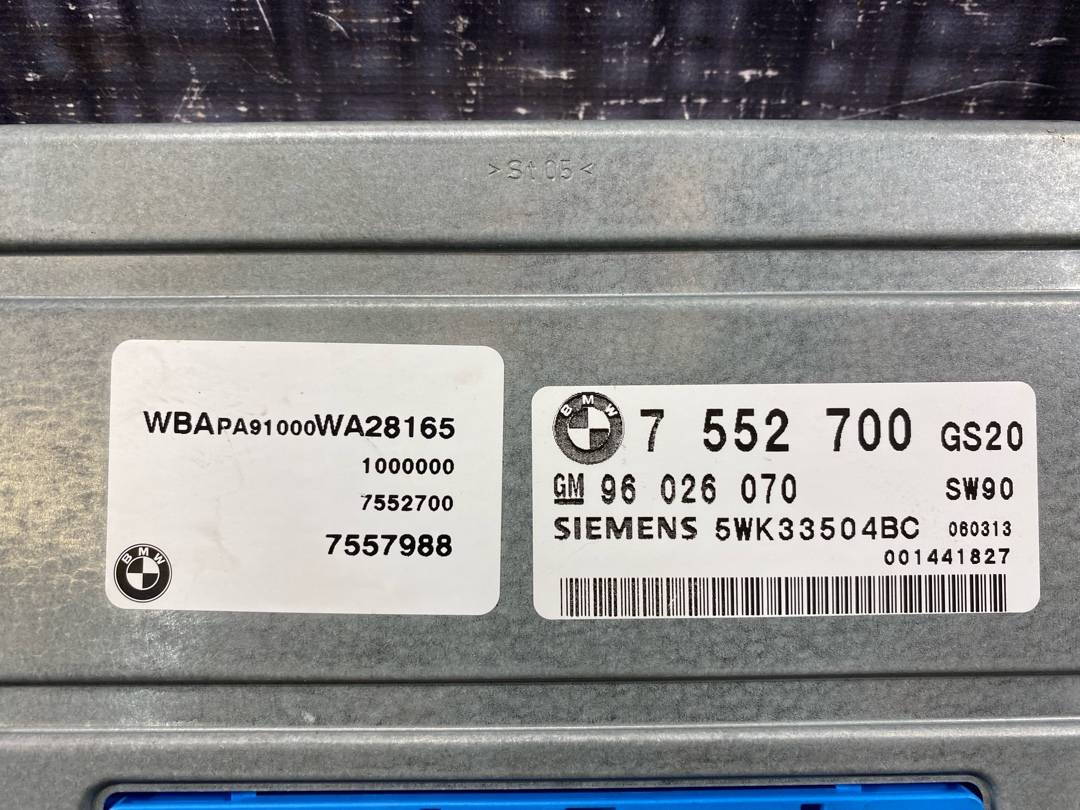 >St05<
WBAPA91000WA28165
1000000
7552700
7557988
BMW
BMW 7 552 700 GS20
GM 96 026 070 SW90
SIEMENS 5WK33504BC 060313
001441827